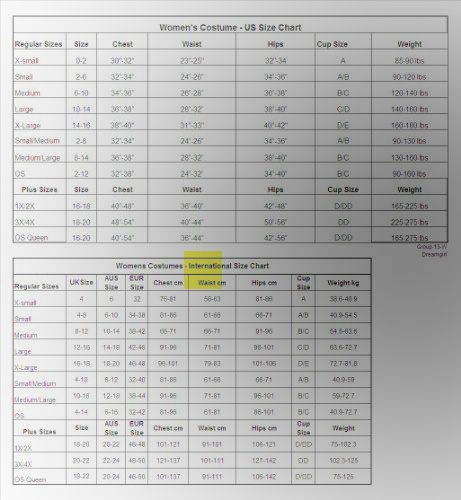 Women's Costume - US Size Chart
Regular Sizes Size Chest Waist Hips Cup Size Weight
X-small 0-2 30"-32" 23"-25" 32"-34 A 85-90 lbs
Small 2-6 32"-34" 24"-26" 34"-36" A/B 90-120 lbs
Medium 6-10 34"-36" 26"-28" 36"-38" B/C 120-140 lbs
Large 10-14 36"-38" 28"-32" 38"-40" C/D 140-160 lbs
X-Large 14-16 38"-40" 31"-33" 40"-42" D/E 160-180 lbs
Small/Medium 2-8 32"-34" 24"-26" 34"-36" A/B 90-130 lbs
Medium/Large 8-14 36"-38" 28"-32" 38"-40' B/C 130-160 lbs
OS 2-12 32"-38" 24"-32" 34"-40" B/C 90-160 lbs
Plus Sizes Size Chest Waist Hips Cup Size Weight
1X/2X 16-18 40"-48" 36"-40" 42"-48" D/DD 165-225 lbs
3X/4X 18-20 48"-54" 40"-44" 50"-56" DD 225-275 lbs
OS Queen 16-20 40"-54" 36"-44" 42"-56" D/DD 165-275 lbs
Dreamgirl
Womens Costumes - International Size Chart
Regular Sizes UK Size AUS Size EUR Size Chest cm Waist cm Hips cm Cup Size Weight kg
X-small 4 6 32 76-81 81-86 A 38.6-40.9
Small 4-8 6-10 34-38 81-86 61-66 66-71 A/B 40.9-54.5
Medium 8-12 10-14 38-42 66-71 66-71 91-96 B/C 54.5-63.6
Large 12-16 14-18 42-46 91-96 71-81 96-101 C/D 63.6-72.7
X-Large 16-18 18-20 46-48 96-101 79-83 101-106 D/E 72.7-81.8
Small/Medium 4-10 6-12 32-40 81-86 61-66 66-71 A/B 40.9-59
Medium/Large 10-16 12-18 38-44 91-96 71-81 96-101 B/C 59-72.7
OS 4-14 6-16 32-42 81-96 61-81 86-101 B/C 40.9-72.7
Plus Sizes Size AUS Size EUR Size Chest cm Waist cm Hips cm Cup Size Weight
1X/2X 18-20 20-22 46-48 101-121 91-101 106-121 D/DD 75-102.3
3X/4X 20-22 22-24 48-50 121-137 101-111 127-142 DD 102.3-125
OS Queen 18-22 20-24 46-50 101-137 91-111 106-142 D/DD 75-125